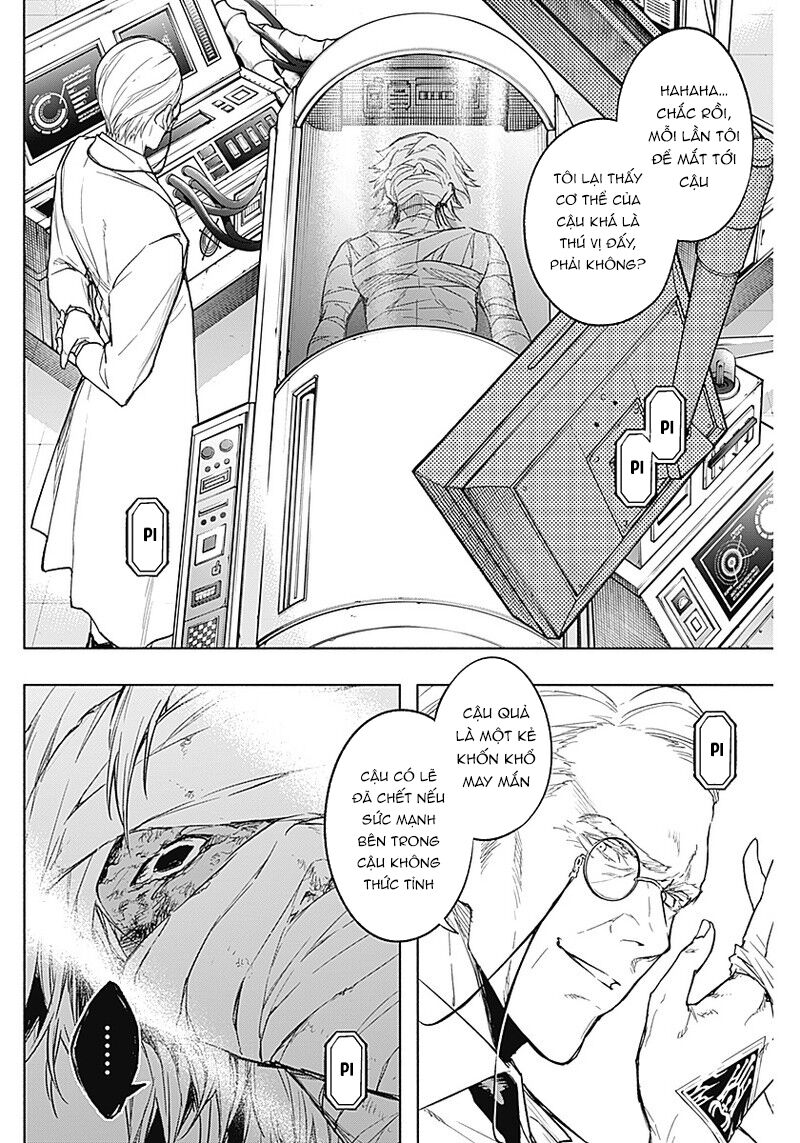 HAHAHA...
CHẮC RỒI,
MỖI LẦN TÔI
ĐỂ MẮT TỚI
CẬU
TÔI LẠI THẤY
CƠ THỂ CỦA
CẬU KHÁ LÀ
THÚ VỊ ĐẤY,
PHẢI KHÔNG?
PI
PI
PI
CẬU QUẢ
LÀ MỘT KẺ
KHỐN KHỔ
MAY MẮN
PI
CẬU CÓ LẼ
ĐÃ CHẾT NẾU
SỨC MẠNH
BÊN TRONG
CẬU KHÔNG
THỨC TỈNH
......
PI